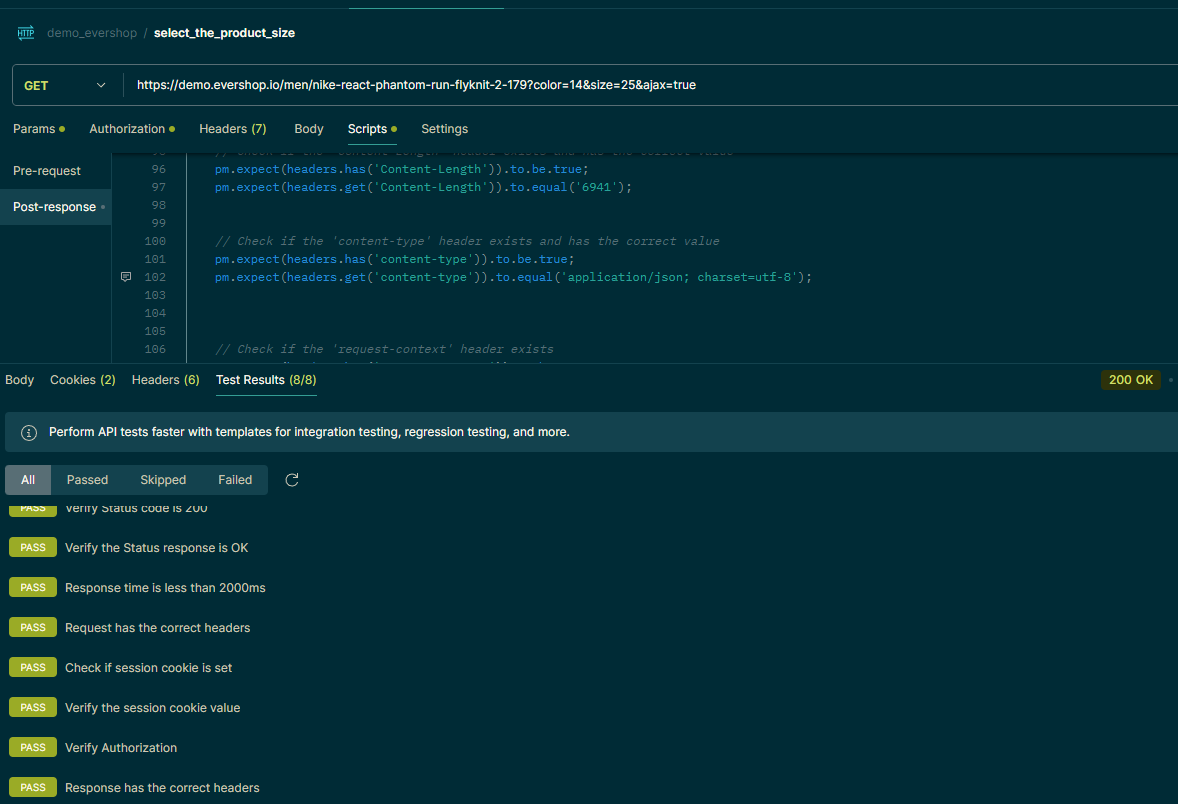 HTTP demo_evershop / select_the_product_size
GET https://demo.evershop.io/men/nike-react-phantom-run-flyknit-2-179?color=14&size=25&ajax=true
Params Authorization Headers (7) Body Scripts Settings
Pre-request
Post-response
96 pm.expect(headers.has('Content-Length')).to.be.true;
97 pm.expect(headers.get('Content-Length')).to.equal('6941');
98
99
100 // Check if the 'content-type' header exists and has the correct value
101 pm.expect(headers.has('content-type')).to.be.true;
102 pm.expect(headers.get('content-type')).to.equal('application/json; charset=utf-8');
103
104
105
106 // Check if the 'request-context' header exists
Body Cookies (2) Headers (6) Test Results (8/8) 200 OK
Perform API tests faster with templates for integration testing, regression testing, and more.
All Passed Skipped Failed
PASS Verify Status code is 200
PASS Verify the Status response is OK
PASS Response time is less than 2000ms
PASS Request has the correct headers
PASS Check if session cookie is set
PASS Verify the session cookie value
PASS Verify Authorization
PASS Response has the correct headers